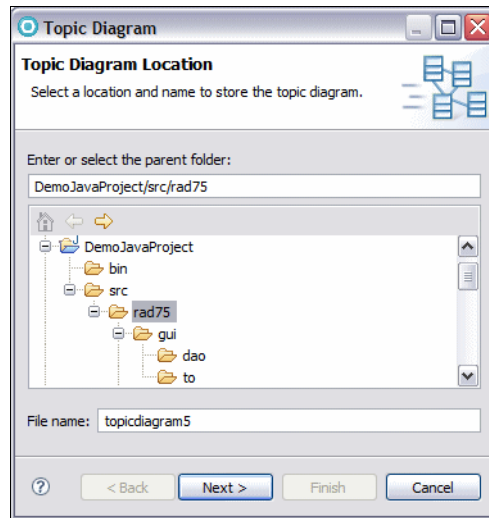 Topic Diagram
Topic Diagram Location
Select a location and name to store the topic diagram.
Enter or select the parent folder:
DemoJavaProject/src/rad75
DemoJavaProject
bin
src
rad75
gui
dao
to
File name: topicdiagram5
? < Back Next > Finish Cancel